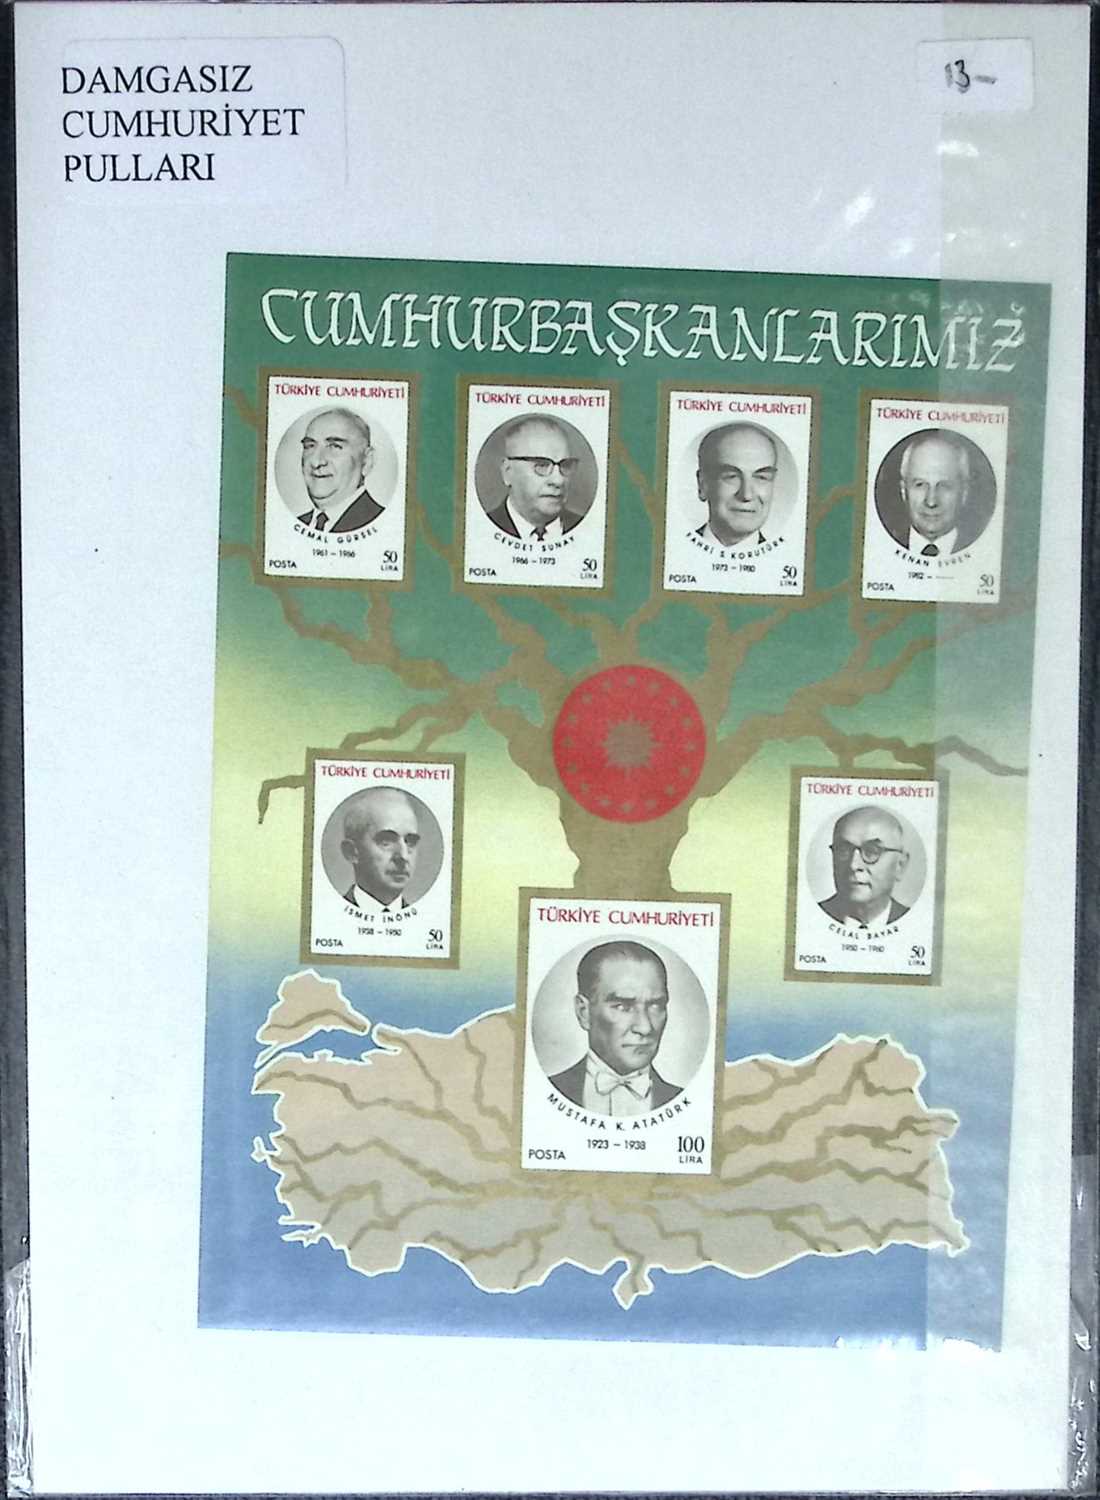 DAMGASIZ
CUMHURİYET
PULLARI
13-
CUMHURBAŞKANLARIMIZ
TÜRKİYE CUMHURİYETİ
CEMAL GÜRSEL
1961 - 1966
POSTA
50
LİRA
TÜRKİYE CUMHURİYETİ
CEVDET SUNAY
1966 - 1973
POSTA
50
LİRA
TÜRKİYE CUMHURİYETİ
FAHRİ S. KORUTÜRK
1973 - 1980
POSTA
50
LİRA
TÜRKİYE CUMHURİYETİ
KENAN EVREN
1982 -
POSTA
50
LİRA
TÜRKİYE CUMHURİYETİ
İSMET İNÖNÜ
1938 - 1950
POSTA
50
LİRA
TÜRKİYE CUMHURİYETİ
CELAL BAYAR
1950 - 1960
POSTA
50
LİRA
TÜRKİYE CUMHURİYETİ
MUSTAFA K. ATATÜRK
1923 - 1938
POSTA
100
LİRA